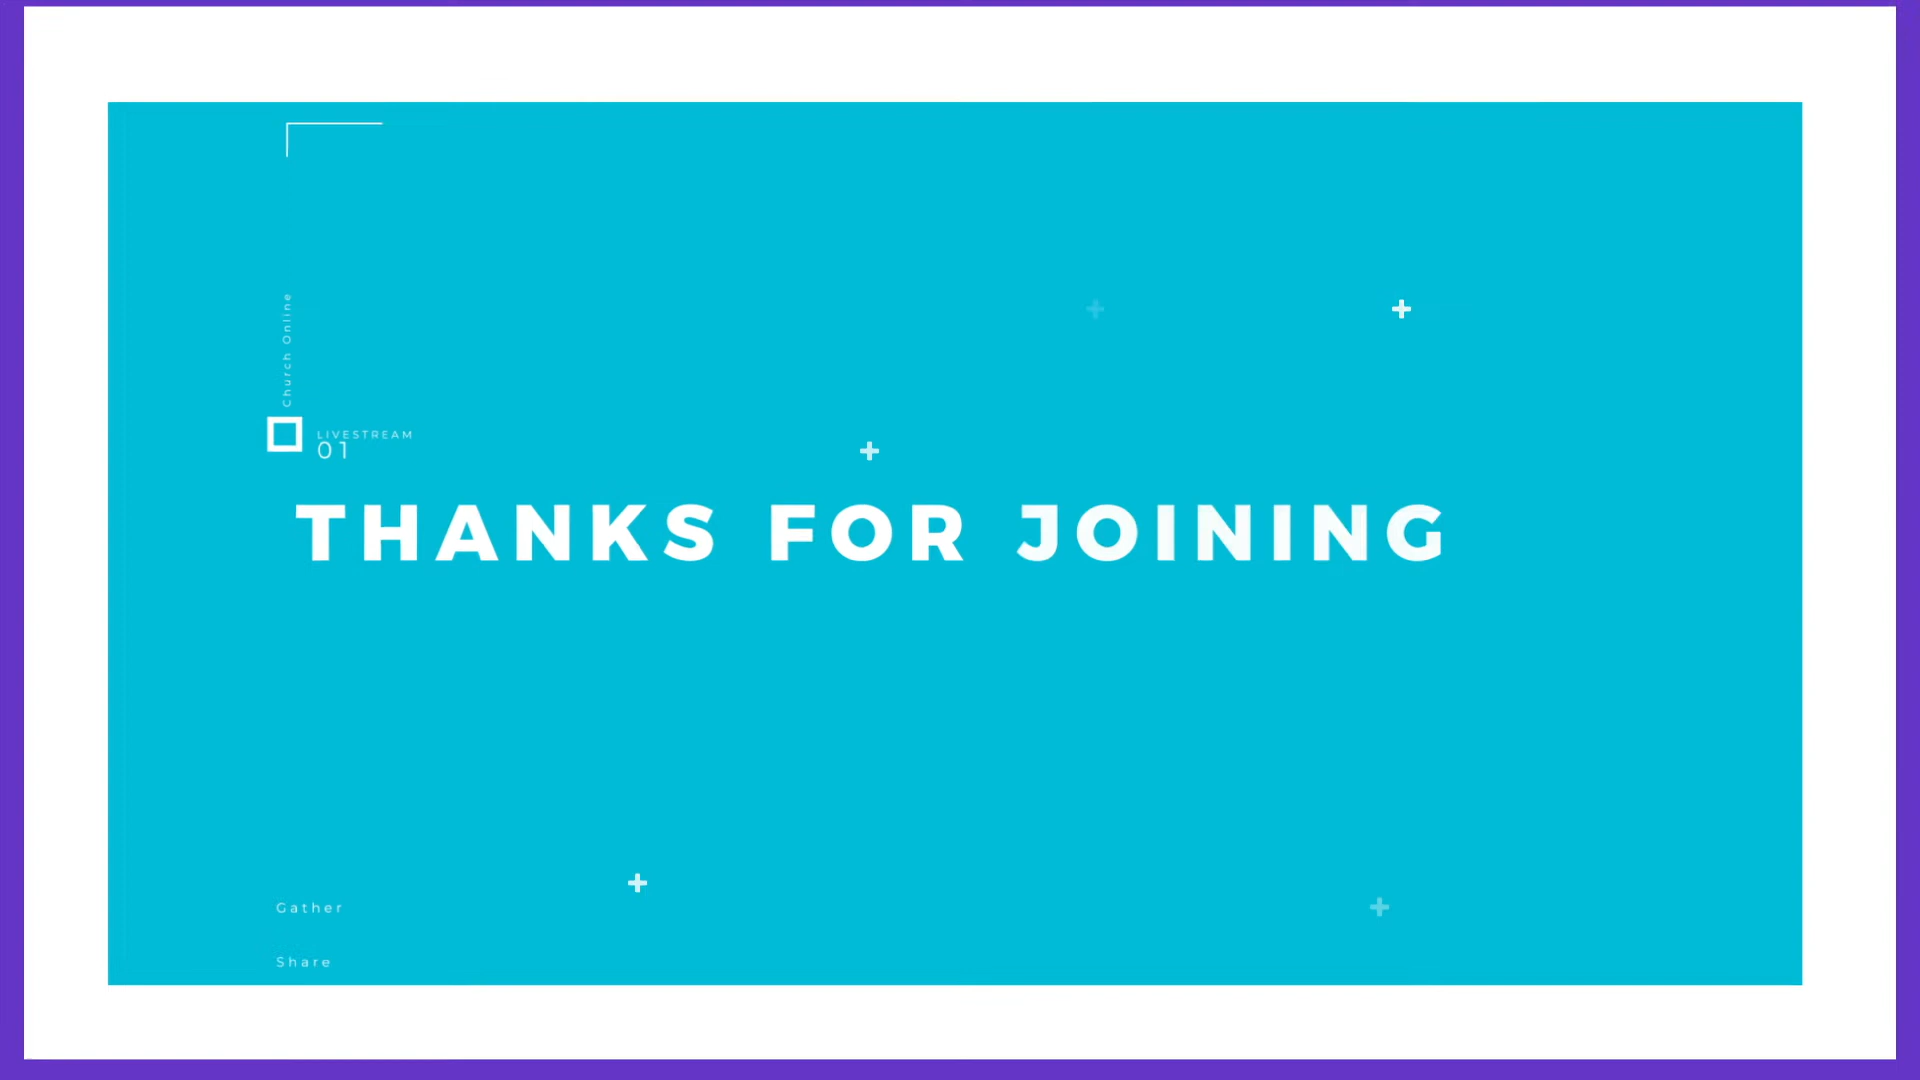 Church Online
LIVESTREAM
01
THANKS FOR JOINING
Gather
Share